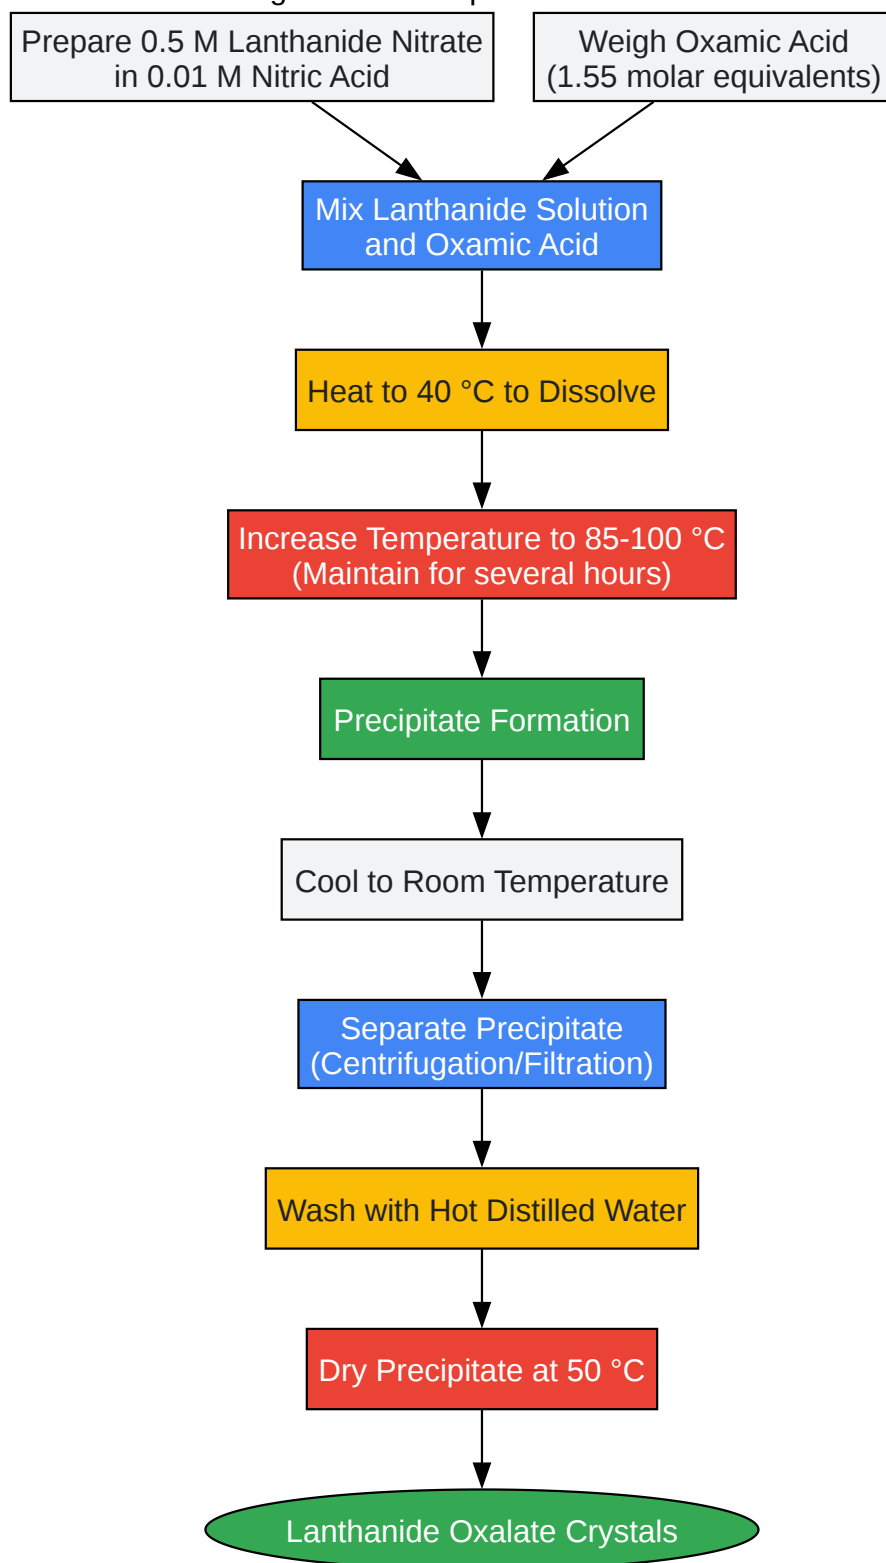 Prepare 0.5 M Lanthanide Nitrate
in 0.01 M Nitric Acid
Weigh Oxamic Acid
(1.55 molar equivalents)
Mix Lanthanide Solution
and Oxamic Acid
Heat to 40 °C to Dissolve
Increase Temperature to 85-100 °C
(Maintain for several hours)
Precipitate Formation
Cool to Room Temperature
Separate Precipitate
(Centrifugation/Filtration)
Wash with Hot Distilled Water
Dry Precipitate at 50 °C
Lanthanide Oxalate Crystals